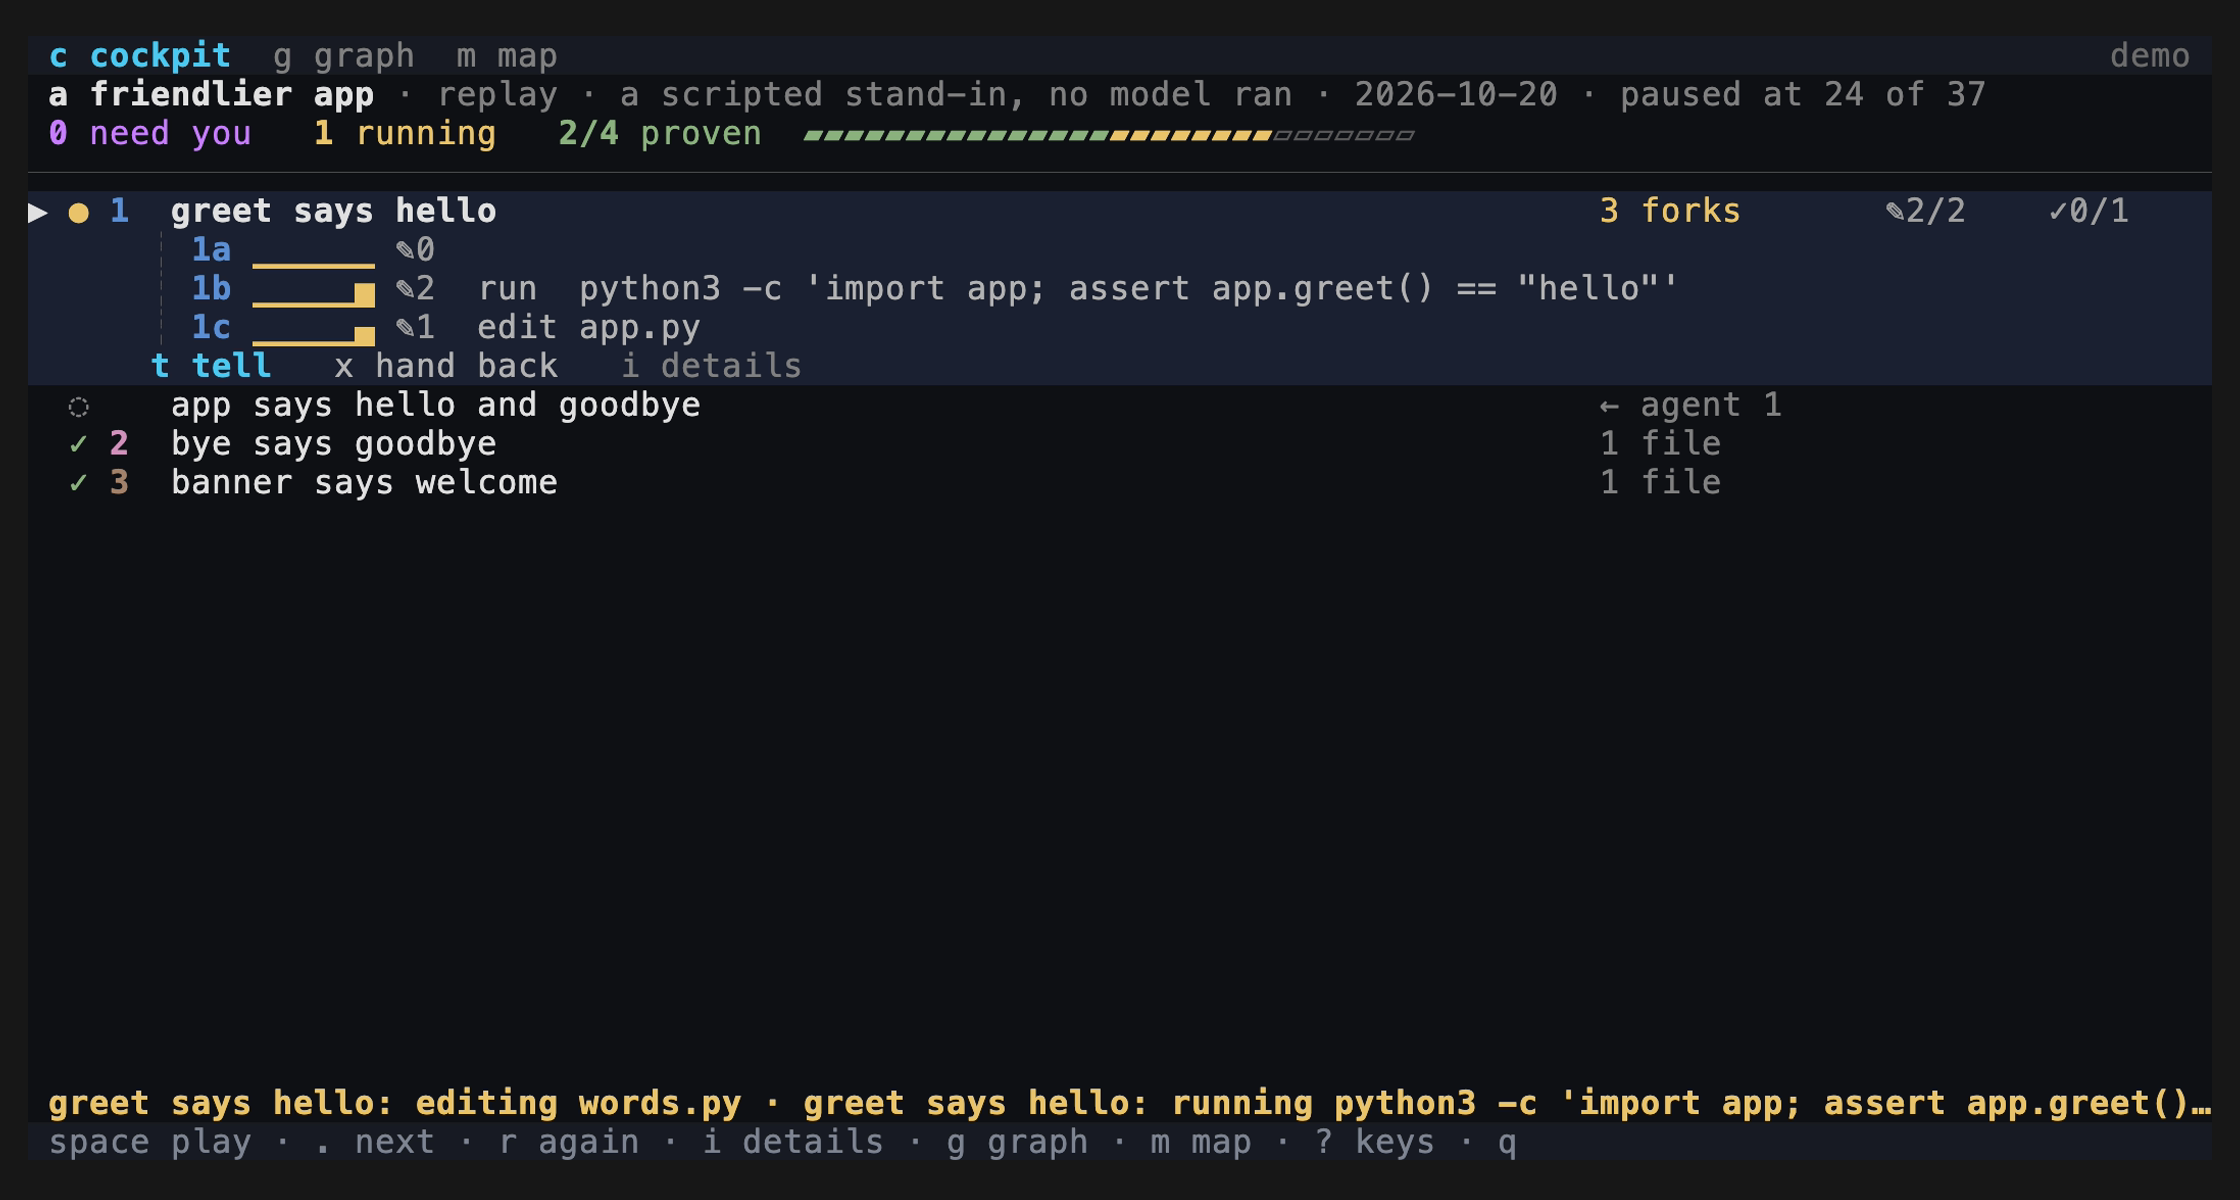 c cockpit  g graph  m map  demo
a friendlier app · replay · a scripted stand-in, no model ran · 2026-10-20 · paused at 24 of 37
0 need you   1 running   2/4 proven   ▰▰▰▰▰▰▰▰▰▰▰▰▰▰▰▰▰▰▰▰▰▰▰▱▱▱▱▱▱▱
▶ ● 1  greet says hello  3 forks  ✎2/2  ✓0/1
1a ✎0
1b ✎2  run  python3 -c 'import app; assert app.greet() == "hello"'
1c ✎1  edit app.py
t tell   x hand back   i details
◌ app says hello and goodbye  ← agent 1
✓ 2  bye says goodbye  1 file
✓ 3  banner says welcome  1 file
greet says hello: editing words.py · greet says hello: running python3 -c 'import app; assert app.greet()…
space play · . next · r again · i details · g graph · m map · ? keys · q